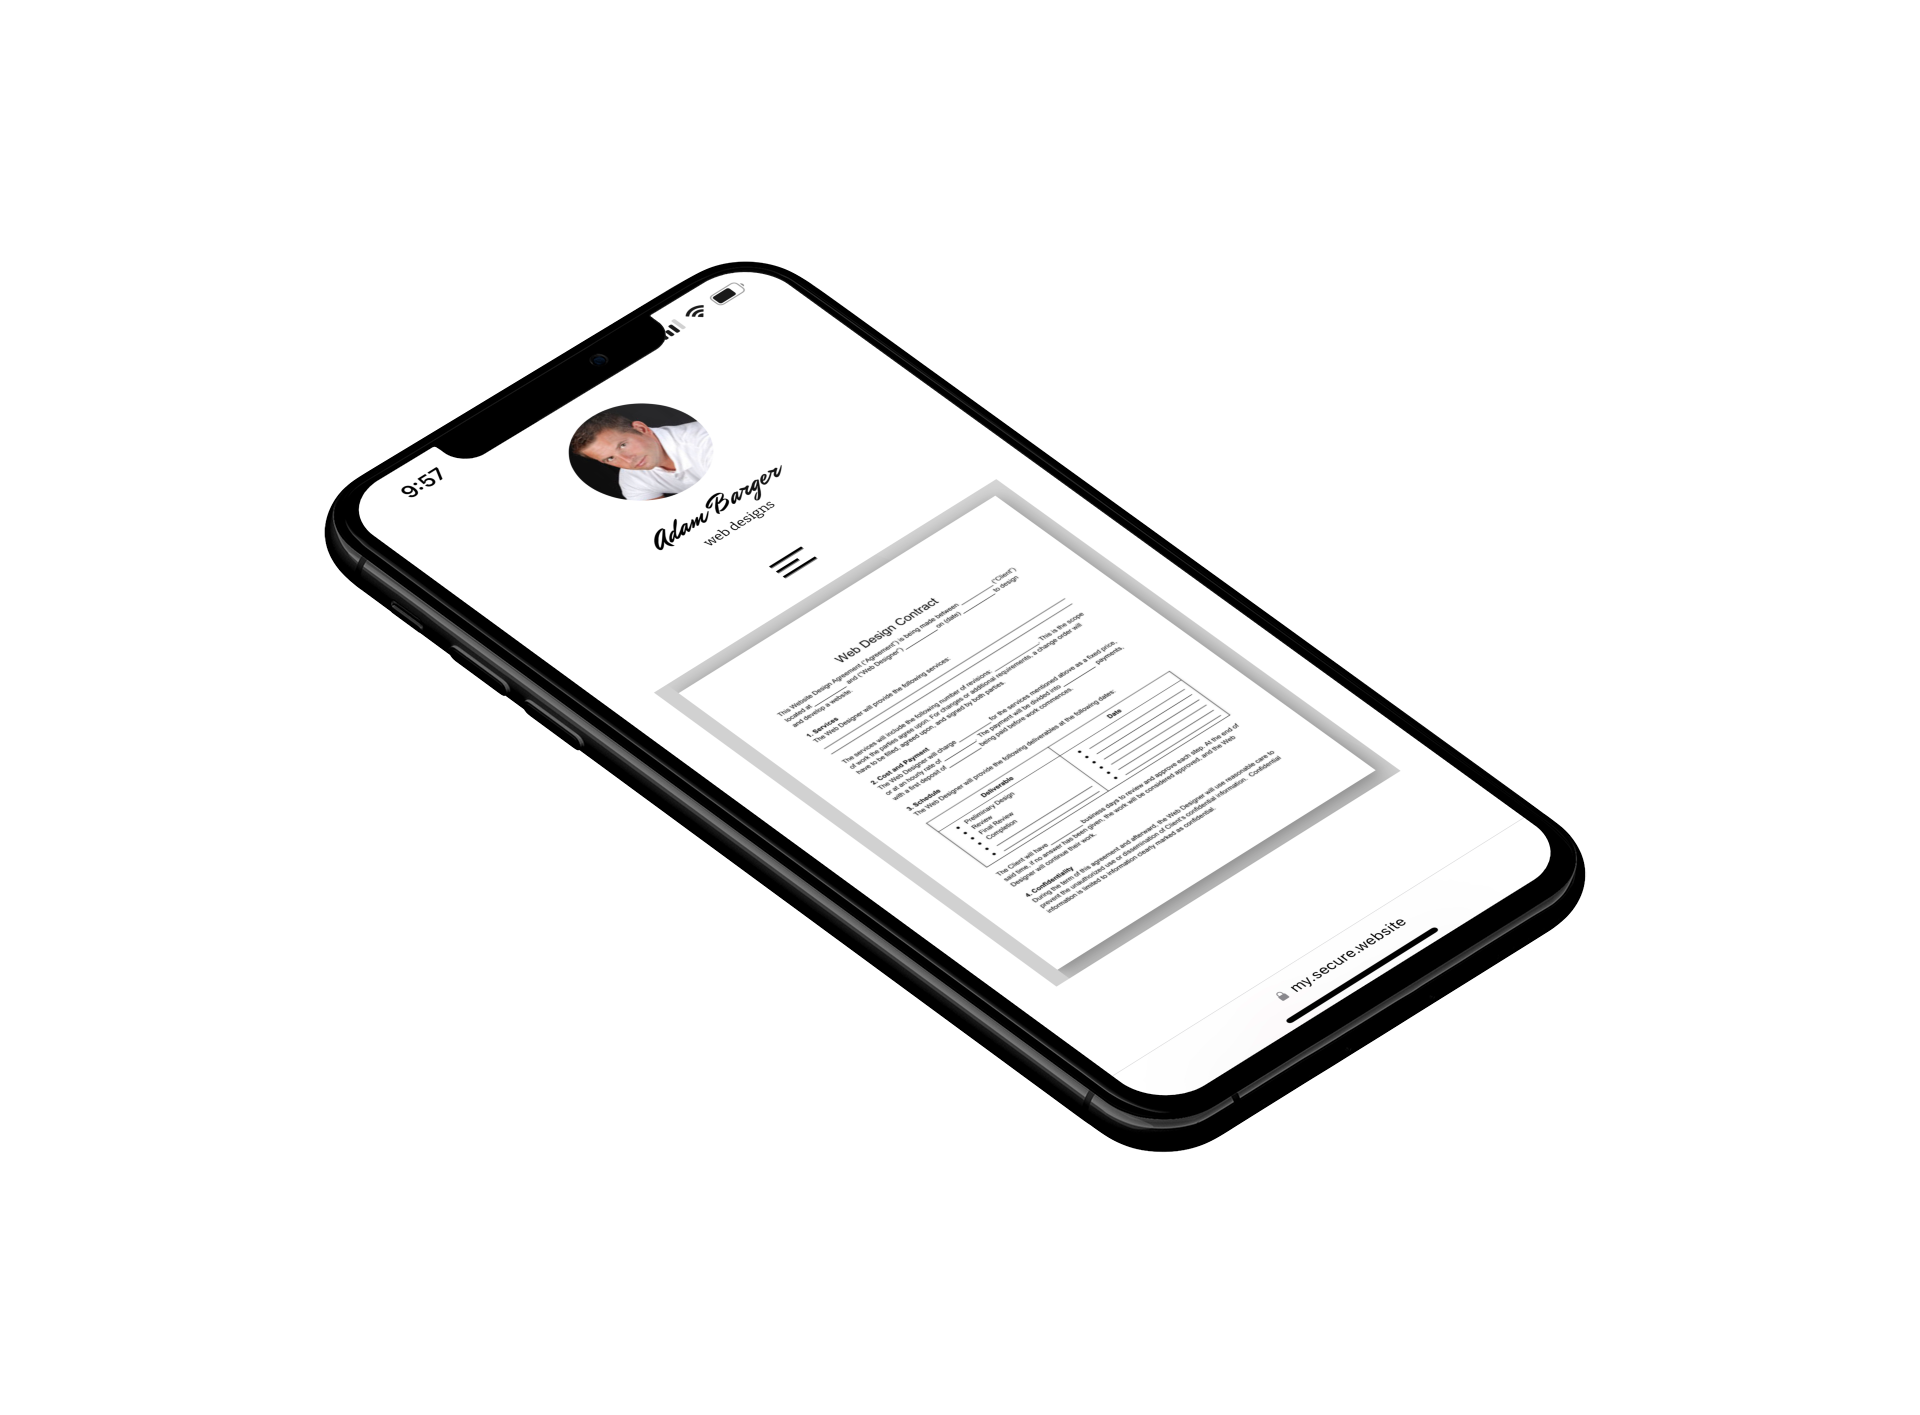 9:57
Adam Barger
web designs
Web Design Contract
This Website Design Agreement ("Agreement") is being made between __________ ("Client")
located at __________ and ("Web Designer") __________ on (date) __________ to design
and develop a website.
1. Services
The Web Designer will provide the following services:
The services will include the following number of revisions: __________. This is the scope
of work the parties agree upon. For changes or additional requirements, a change order will
have to be filled, agreed upon, and signed by both parties.
2. Cost and Payment
The Web Designer will charge ________ for the services mentioned above as a fixed price,
or at an hourly rate of ________. The payment will be divided into ________ payments,
with a first deposit of ________ being paid before work commences.
3. Schedule
The Web Designer will provide the following deliverables at the following dates:
Deliverable Date
• Preliminary Design
• Review
• Final Review
• Completion
The Client will have ________ business days to review and approve each step. At the end of
said time, if no answer has been given, the work will be considered approved, and the Web
Designer will continue their work.
4. Confidentiality
During the term of this agreement and afterward, the Web Designer will use reasonable care to
prevent the unauthorized use or dissemination of Client's confidential information. Confidential
information is limited to information clearly marked as confidential.
my.secure.website